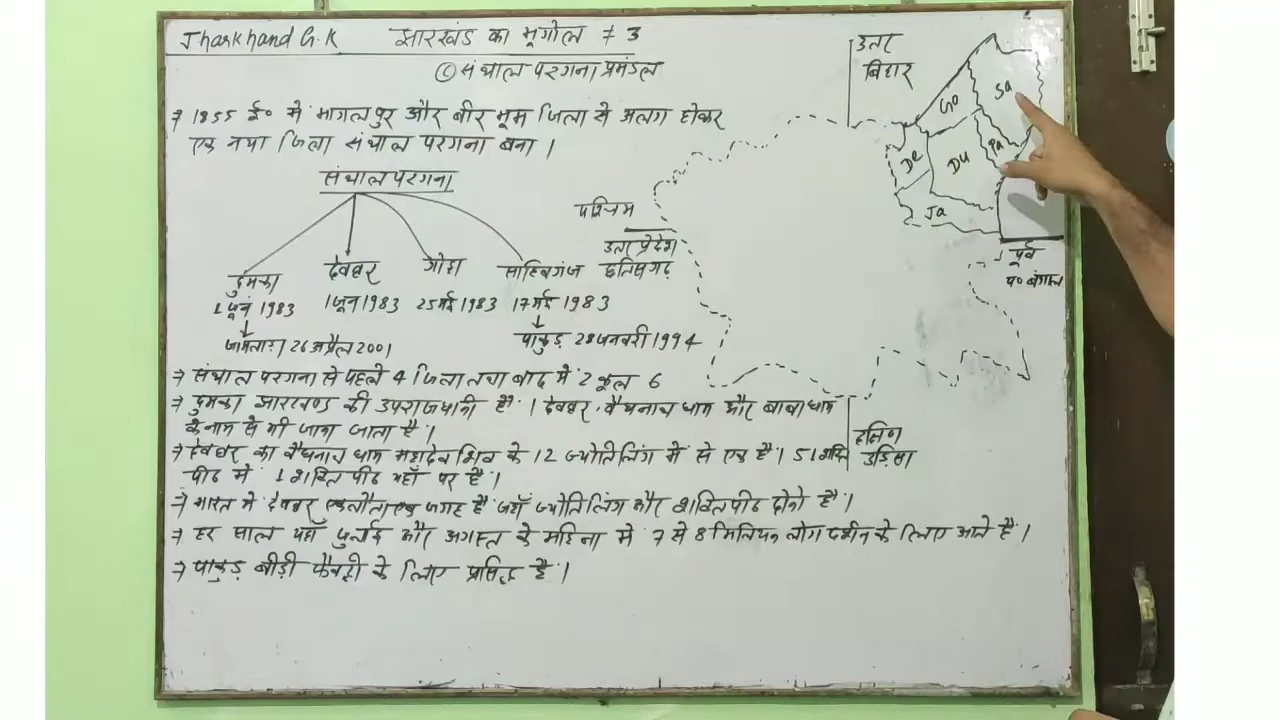 Jharkhand G.K झारखंड का भूगोल # 3
© संथाल परगना प्रमंडल
⇒ 1855 ई० में भागलपुर और बीरभूम जिला से अलग होकर
एक नया जिला संथाल परगना बना ।
संथाल परगना
दुमका देवघर गोड्डा साहिबगंज
1 जून 1983 1 जून 1983 25 मई 1983 17 मई 1983
जामताड़ा 26 अप्रैल 2001 पाकुड़ 28 जनवरी 1994
⇒ संथाल परगना से पहले 4 जिला तथा बाद में 2 कुल 6
⇒ दुमका झारखण्ड की उपराजधानी है । देवघर, वैधनाथ धाम और बाबाधाम
के नाम से भी जाना जाता है ।
⇒ देवघर का वैधनाथ धाम महादेव शिव के 12 ज्योतिर्लिंग में से एक है । 51 शक्ति
पीठ में 1 शक्ति पीठ यहाँ पर है ।
⇒ भारत में देवघर एकलौता एक जगह है जहाँ ज्योतिर्लिंग और शक्तिपीठ दोनों है ।
⇒ हर साल यहाँ जुलाई और अगस्त के महिना में 7 से 8 मिलियन लोग दर्शन के लिए आते है ।
⇒ पाकुड़ बीड़ी फैक्ट्री के लिए प्रसिद्ध है ।
उत्तर
बिहार
Go Sa
De Du Pa
Ja
पश्चिम
उत्तर प्रदेश
छतिसगढ़
पूर्व
प० बंगाल
दक्षिण
उड़िसा